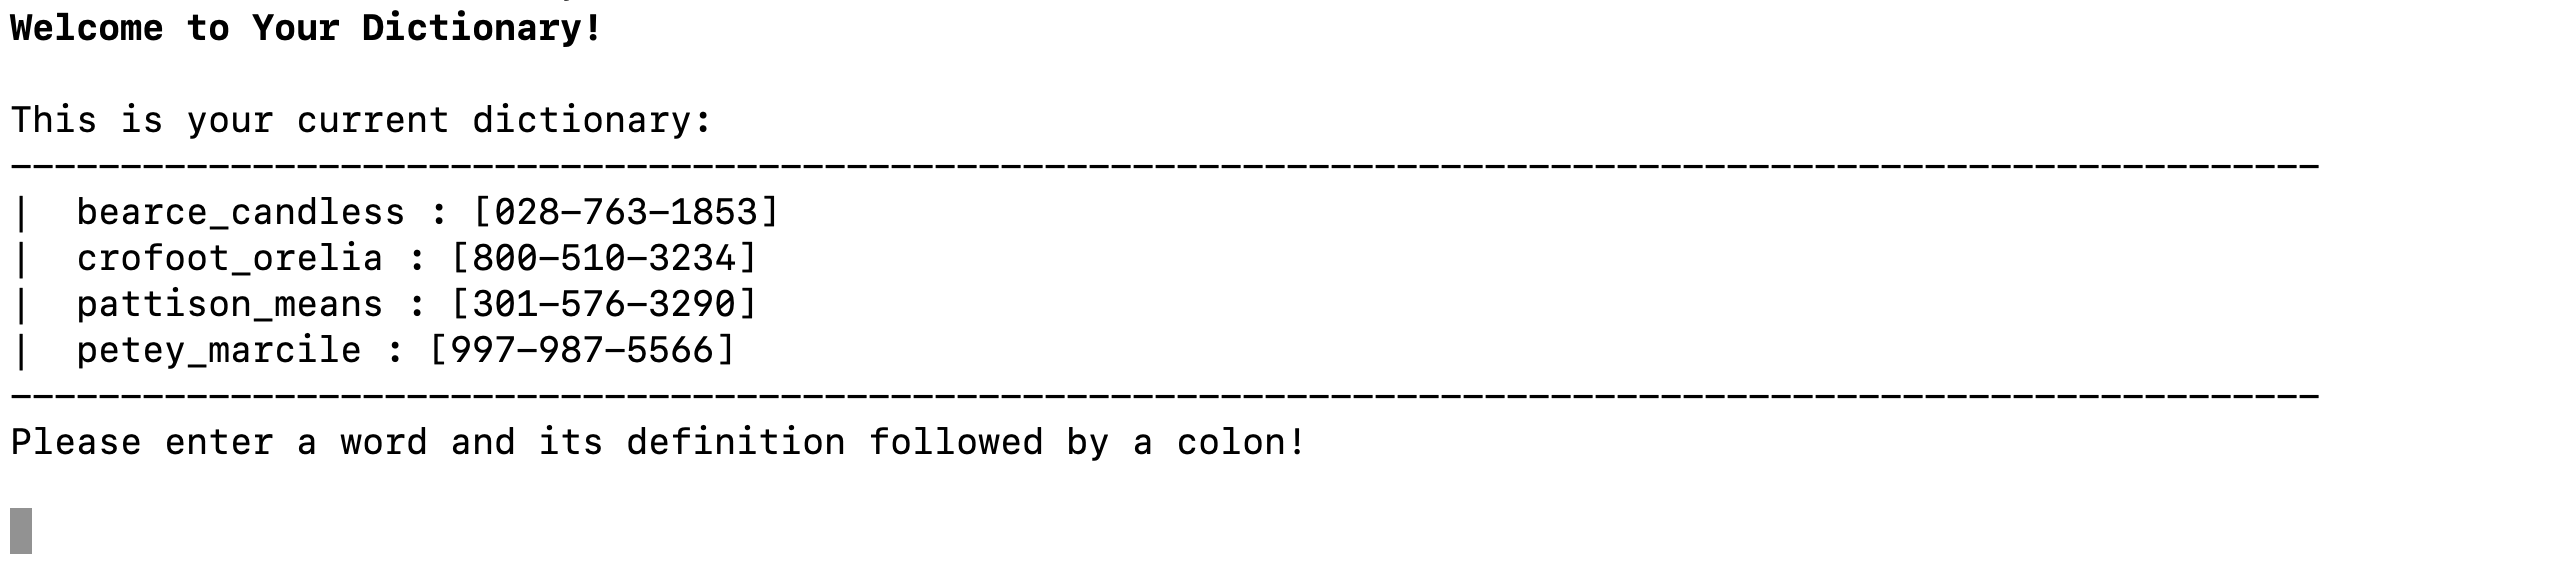 Welcome to Your Dictionary!
This is your current dictionary:
---------------------------------------------------------------------------------------------------------
|  bearce_candless : [028-763-1853]
|  crofoot_orelia : [800-510-3234]
|  pattison_means : [301-576-3290]
|  petey_marcile : [997-987-5566]
---------------------------------------------------------------------------------------------------------
Please enter a word and its definition followed by a colon!